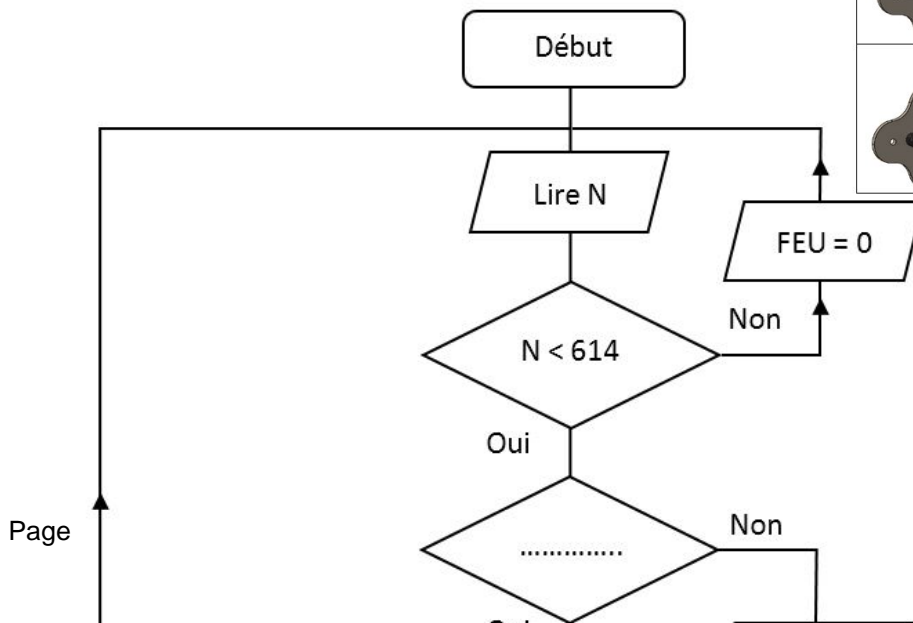 Début
Lire N
FEU = 0
Non
N < 614
Oui
Page
Non
..............